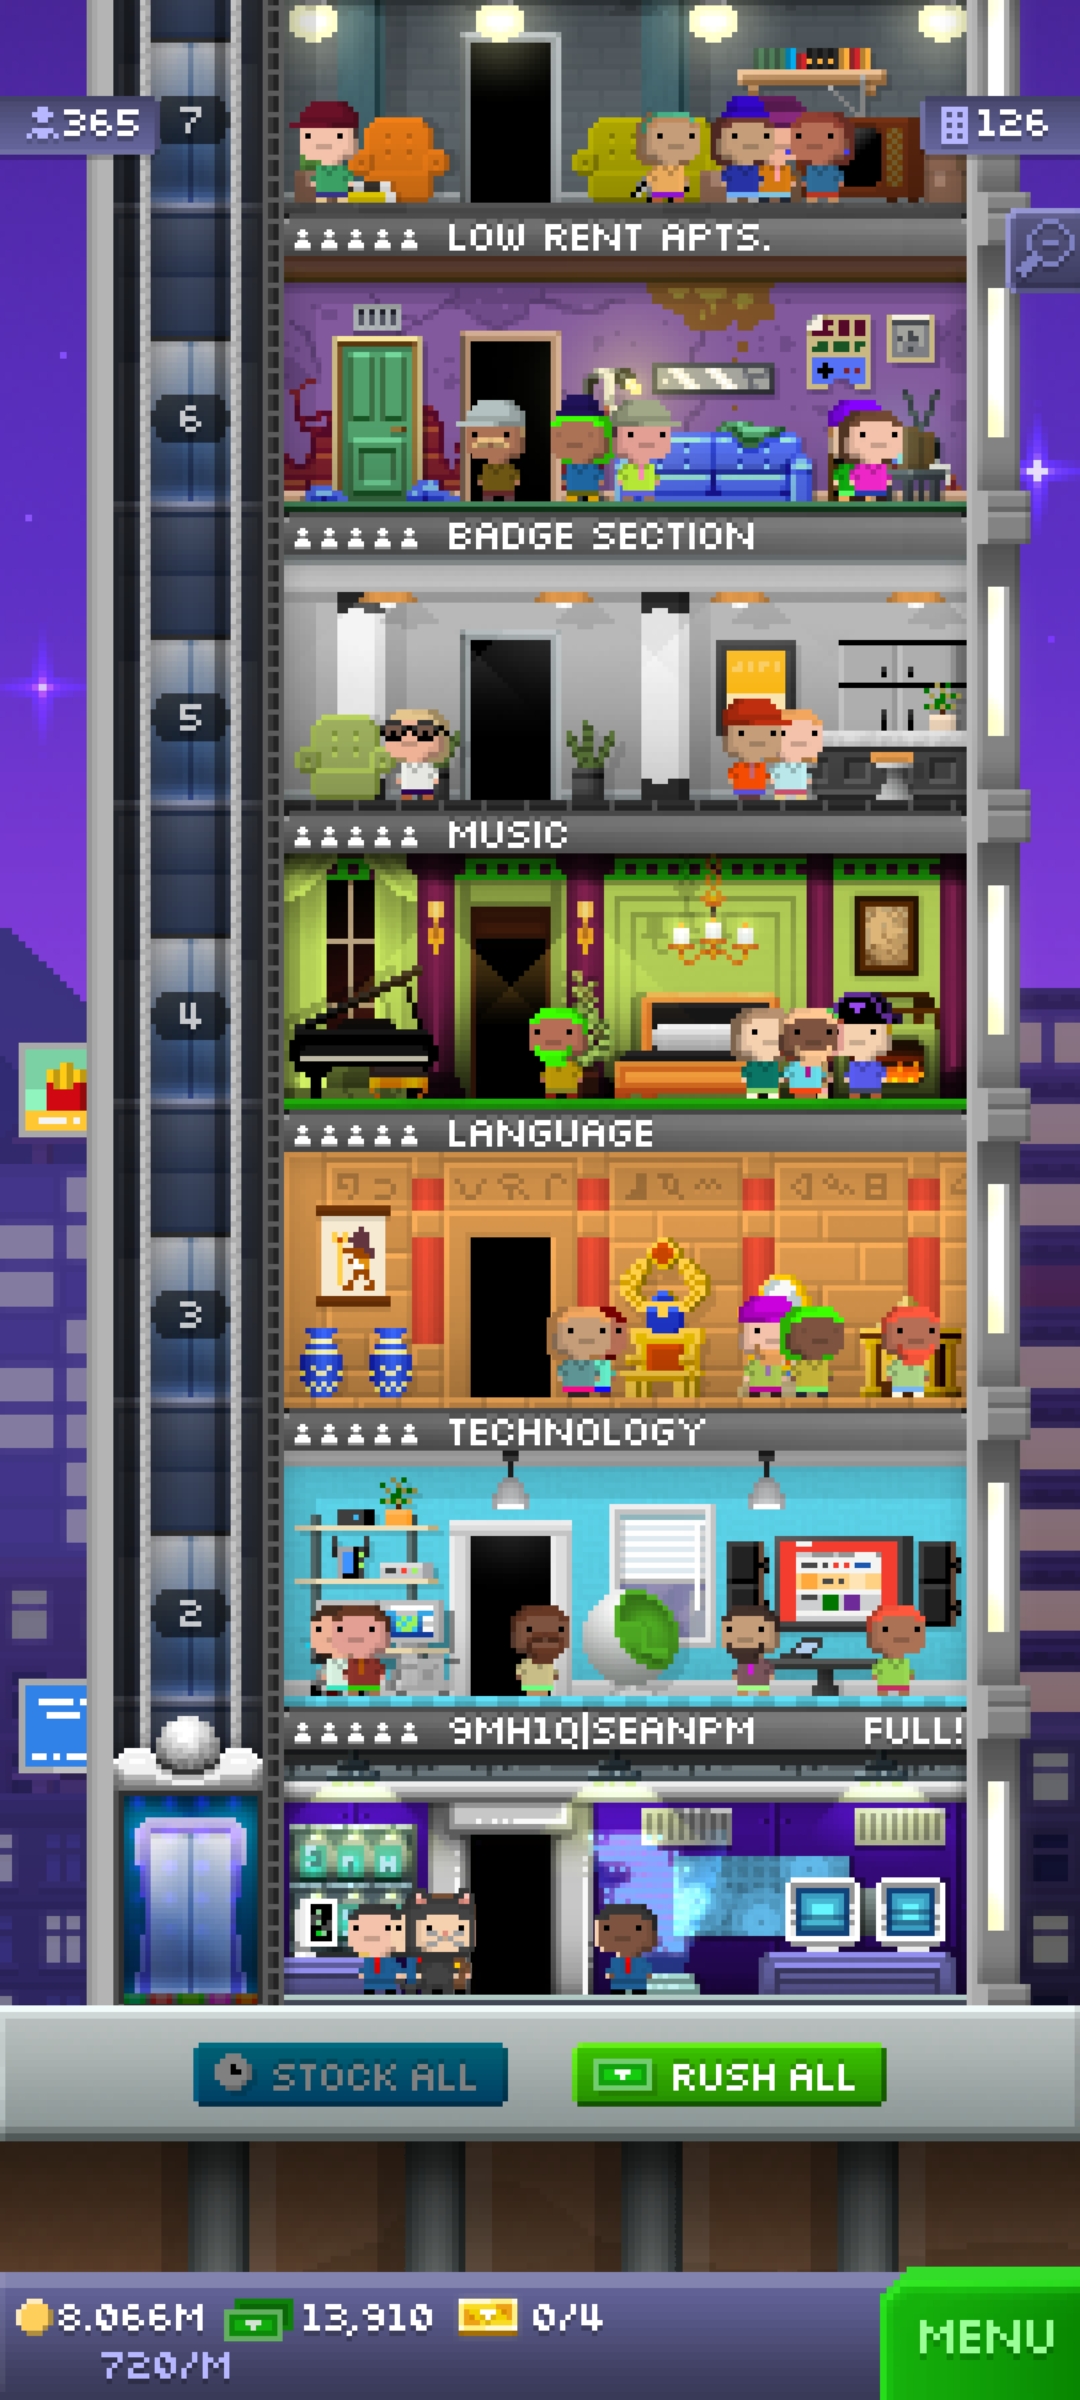 365
7
126
LOW RENT APTS.
6
BADGE SECTION
5
MUSIC
4
LANGUAGE
3
TECHNOLOGY
2
9MH1Q|SEANPM FULL!
STOCK ALL
RUSH ALL
8.066M 13,910 0/4
720/M
MENU